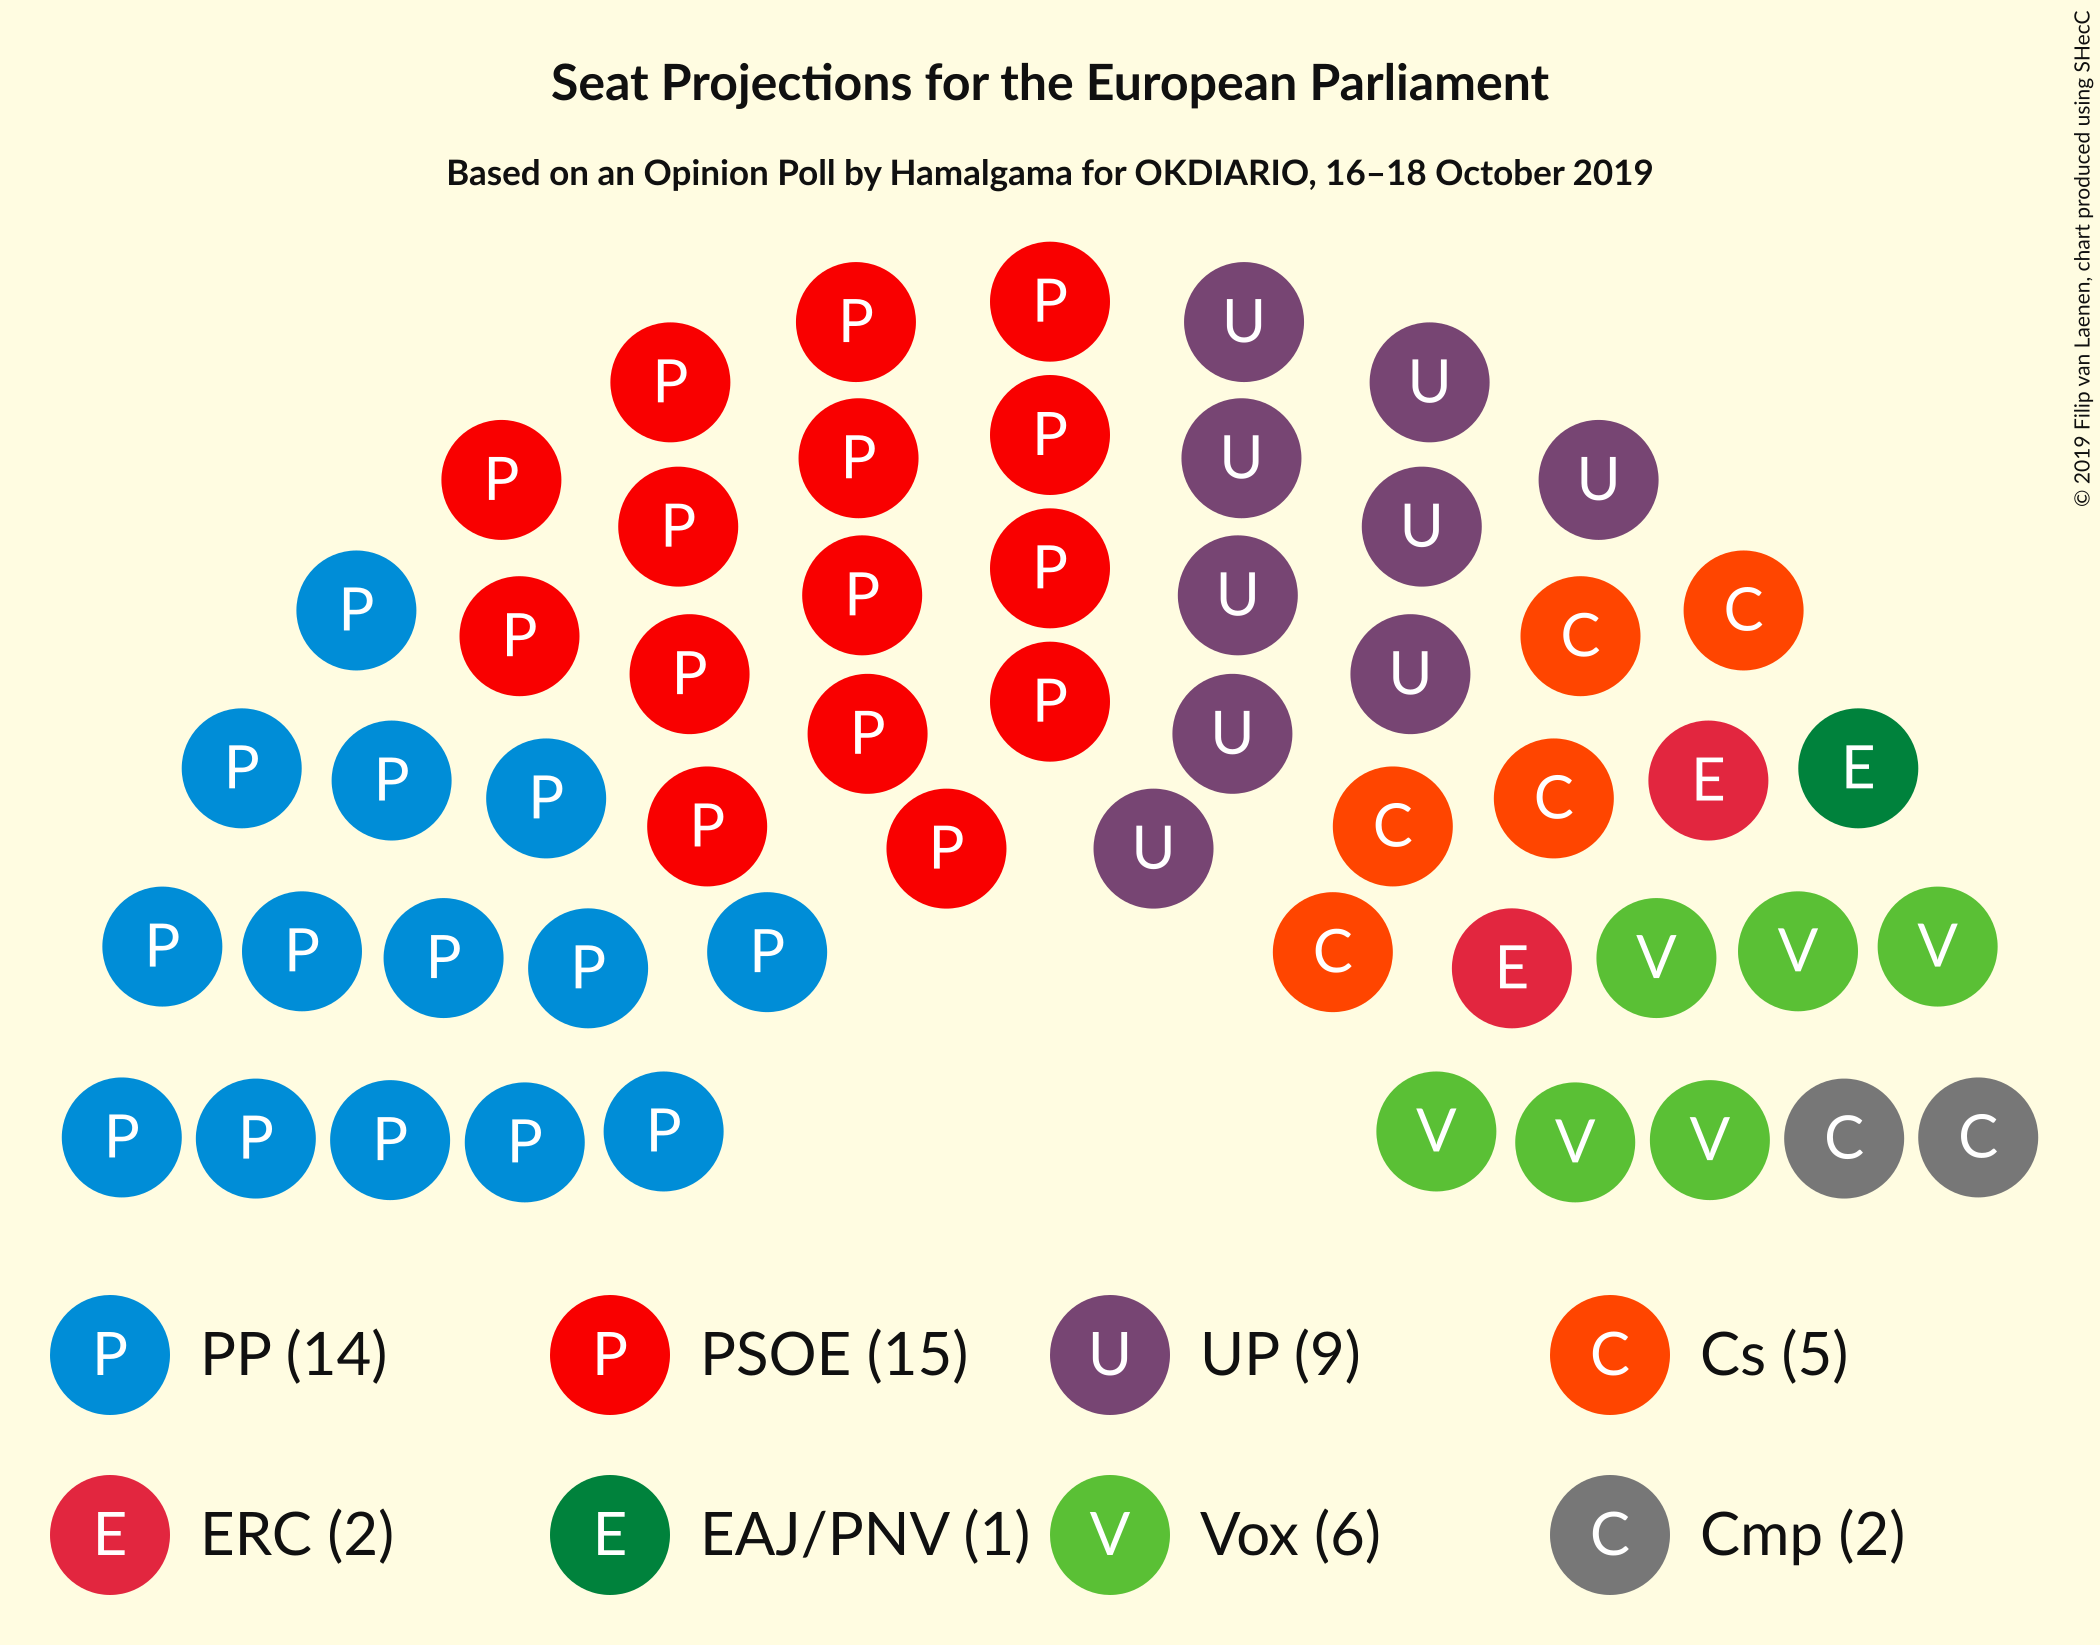 Seat Projections for the European Parliament
Based on an Opinion Poll by Hamalgama for OKDIARIO, 16–18 October 2019
© 2019 Filip van Laenen, chart produced using SHecC
P
P P
P U
P U
P
P P
P U
U
P U
P P
P U
P
C
C
P
P U
P
U
P P P
P
P U
C
C
E
E
P P P P P
C
E
V V V
P P P P P
V V V C C
P PP (14) P PSOE (15) U UP (9) C Cs (5)
E ERC (2) E EAJ/PNV (1) V Vox (6) C Cmp (2)